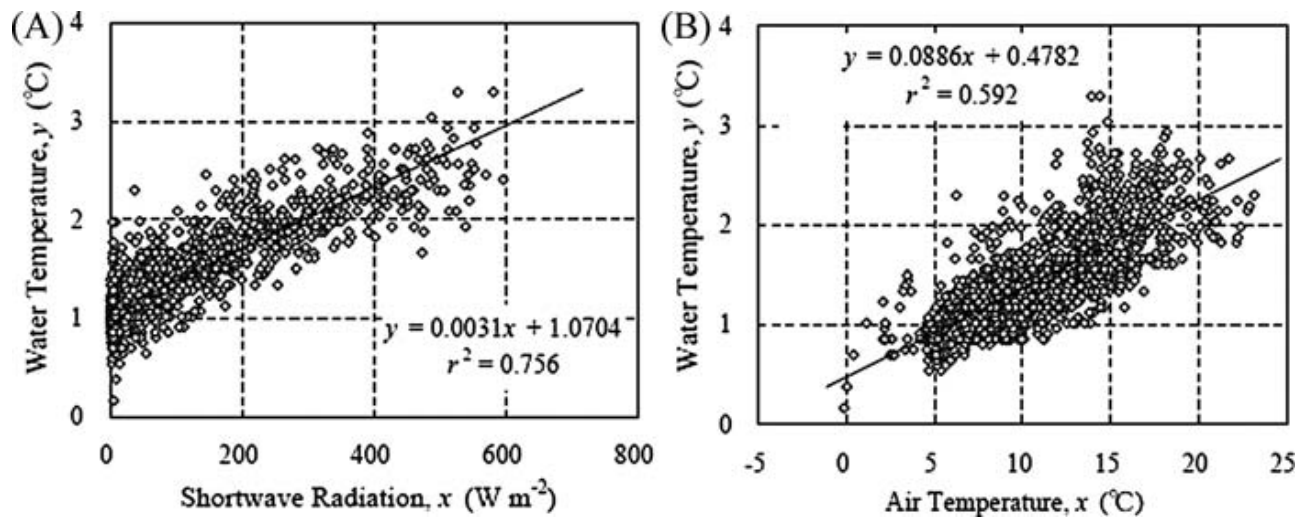 (A)
Water Temperature, y (℃)
4
3
2
1
0
y = 0.0031x + 1.0704
r² = 0.756
0 200 400 600 800
Shortwave Radiation, x (W m⁻²)
(B)
Water Temperature, y (℃)
4
3
2
1
0
y = 0.0886x + 0.4782
r² = 0.592
-5 0 5 10 15 20 25
Air Temperature, x (℃)